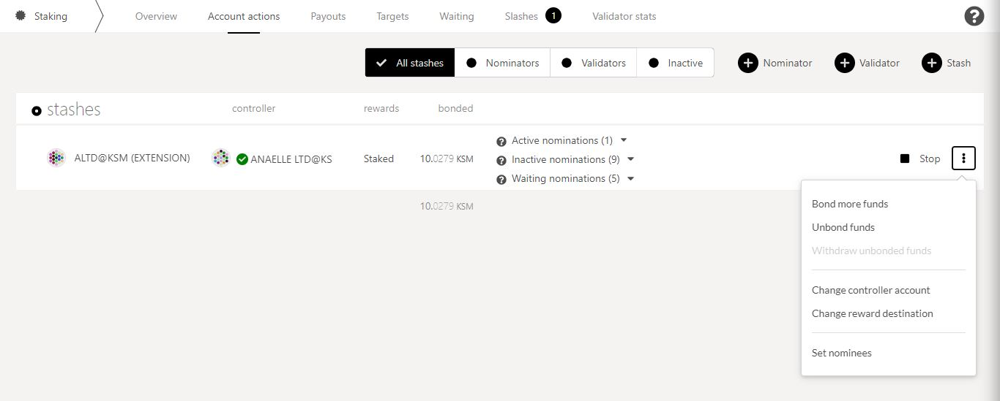 Staking Overview Account actions Payouts Targets Waiting Slashes 1 Validator stats
All stashes Nominators Validators Inactive Nominator Validator Stash
stashes controller rewards bonded
Active nominations (1)
ALTD@KSM (EXTENSION) ANAELLE LTD@KS Staked 10.0279 KSM Inactive nominations (9) Stop
Waiting nominations (5)
10.0279 KSM
Bond more funds
Unbond funds
Withdraw unbonded funds
Change controller account
Change reward destination
Set nominees